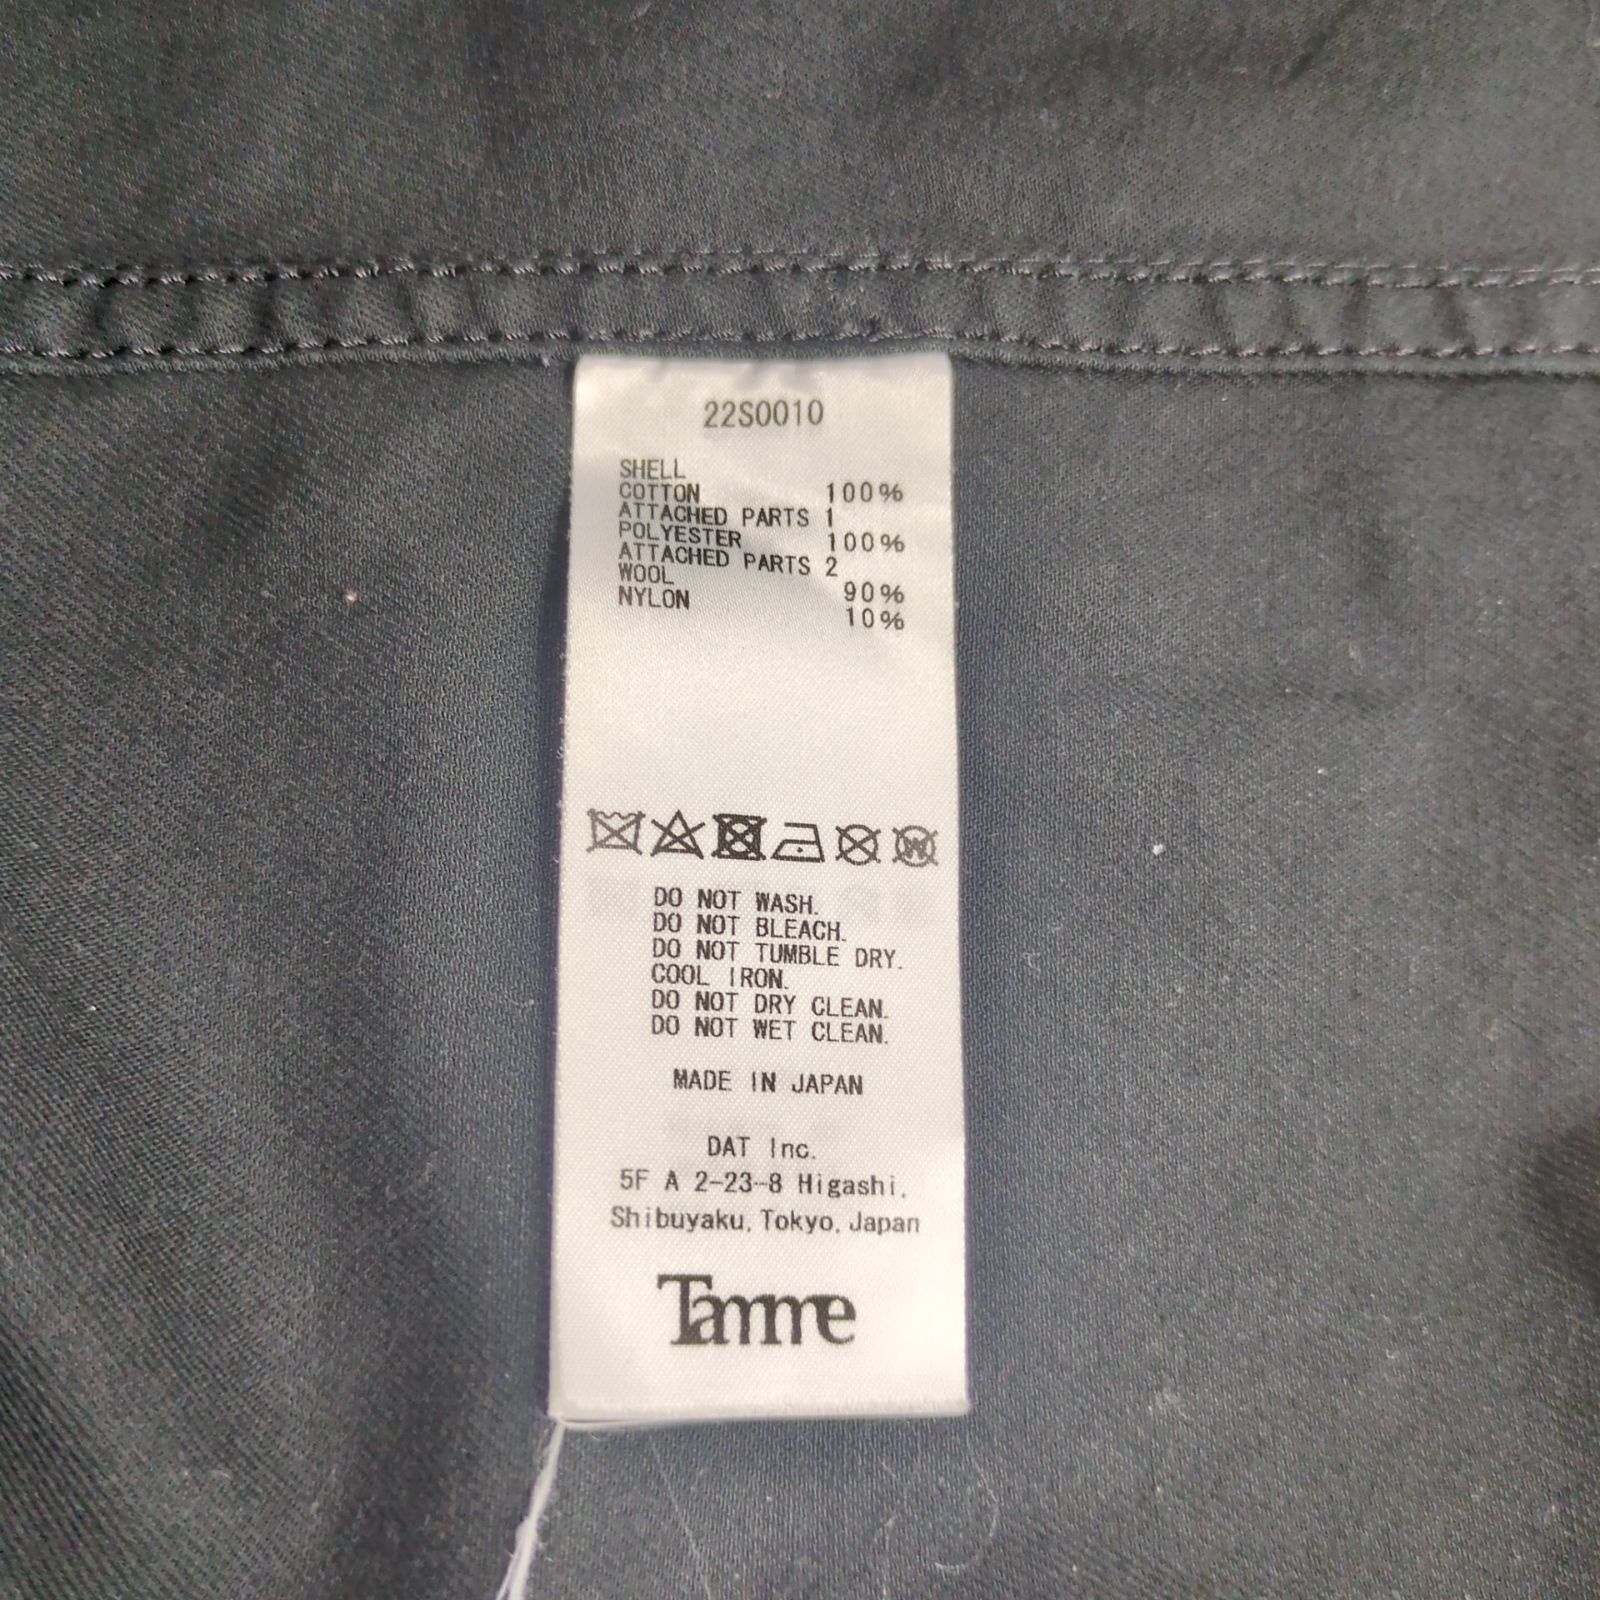 22S0010
SHELL
COTTON 100%
ATTACHED PARTS 1
POLYESTER 100%
ATTACHED PARTS 2
WOOL 90%
NYLON 10%
W
DO NOT WASH.
DO NOT BLEACH.
DO NOT TUMBLE DRY.
COOL IRON.
DO NOT DRY CLEAN.
DO NOT WET CLEAN.
MADE IN JAPAN
DAT Inc.
5F A 2-23-8 Higashi,
Shibuyaku, Tokyo, Japan
Tamme